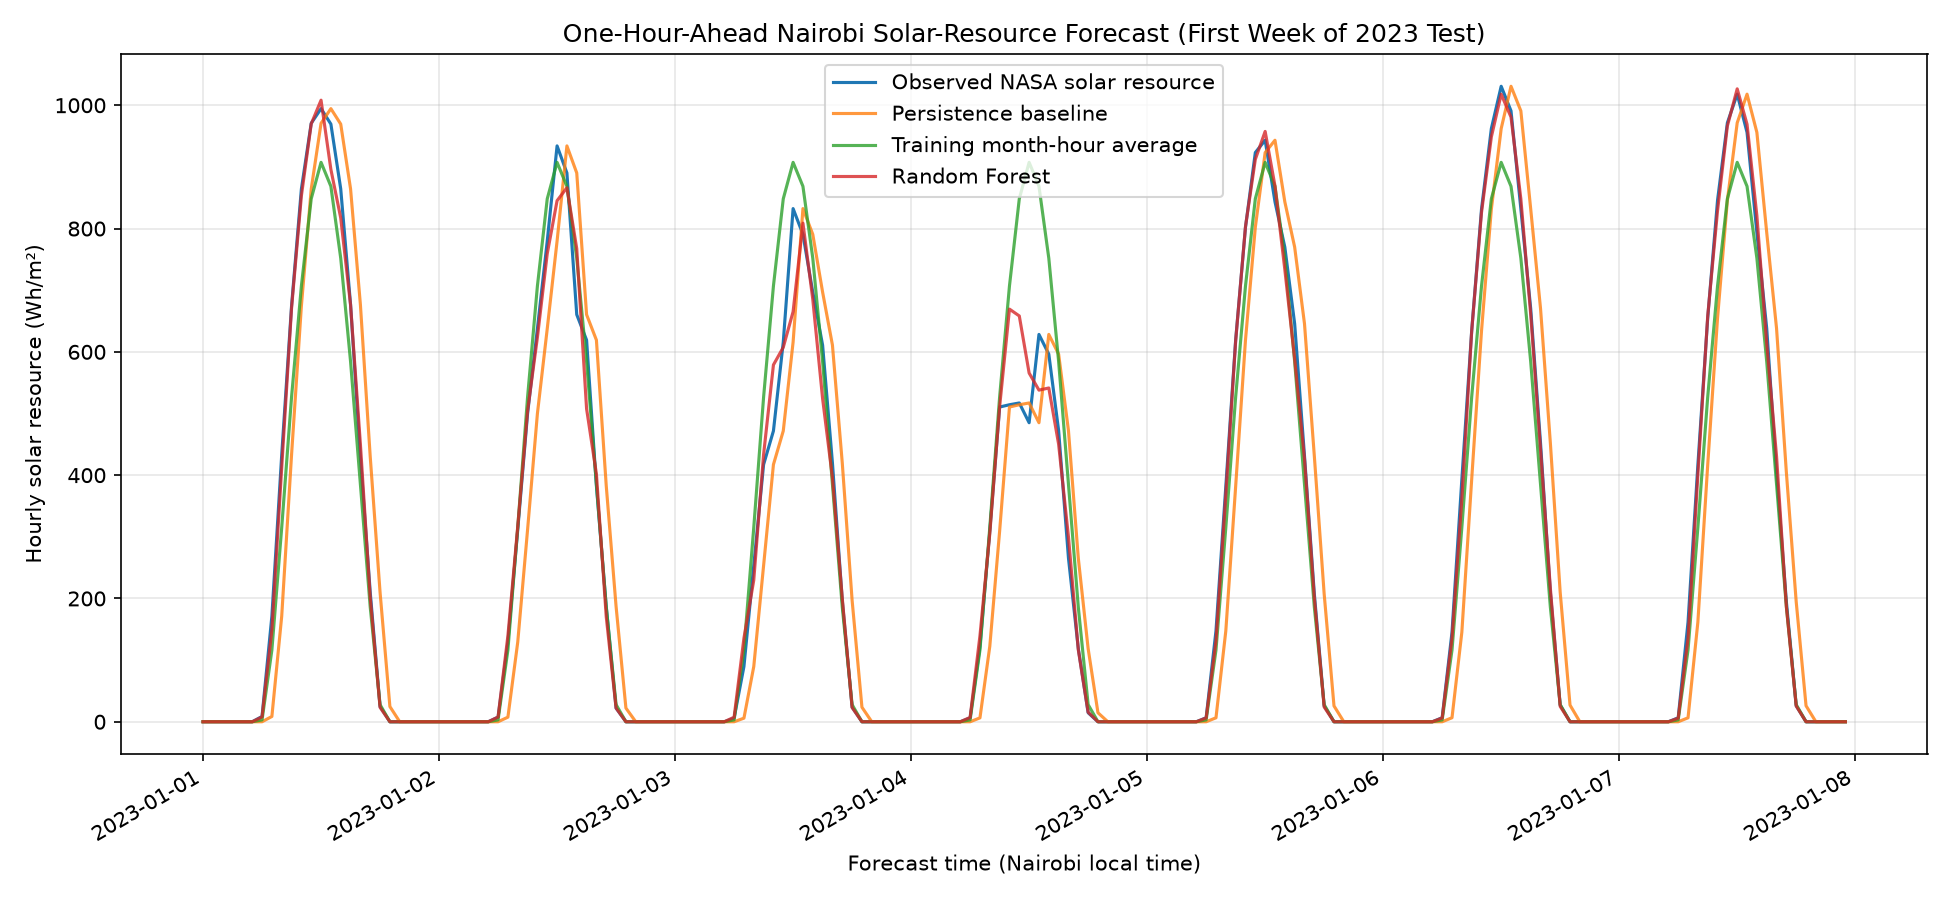 One-Hour-Ahead Nairobi Solar-Resource Forecast (First Week of 2023 Test)
Observed NASA solar resource
Persistence baseline
Training month-hour average
Random Forest
Hourly solar resource (Wh/m²)
1000
800
600
400
200
0
2023-01-01
2023-01-02
2023-01-03
2023-01-04
2023-01-05
2023-01-06
2023-01-07
2023-01-08
Forecast time (Nairobi local time)